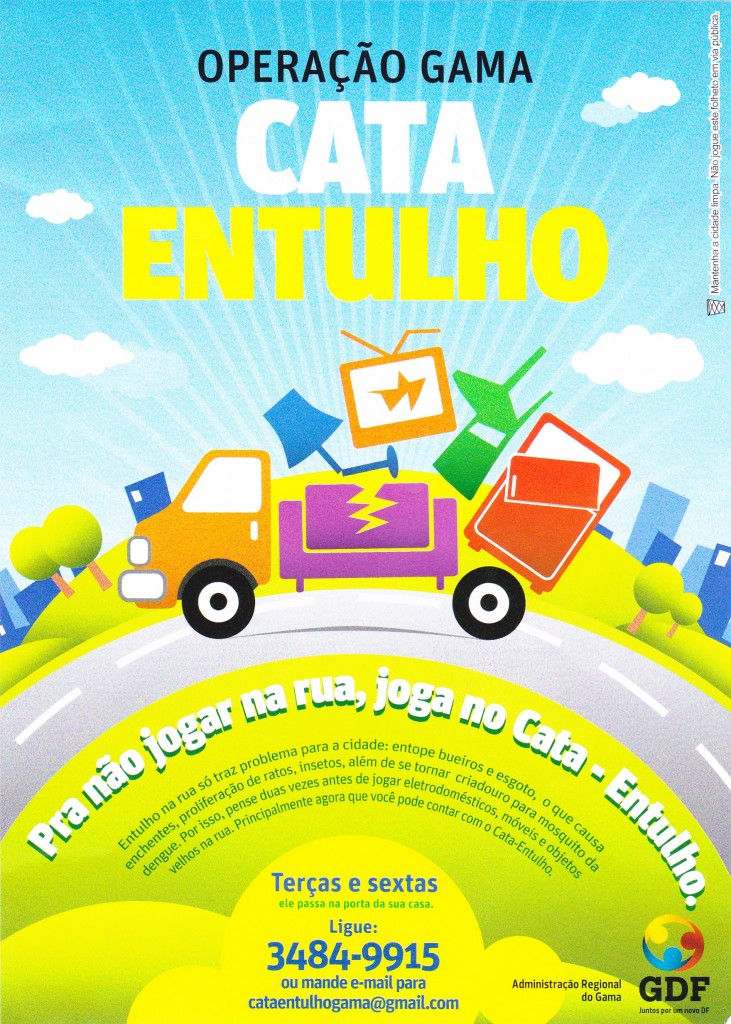 OPERAÇÃO GAMA
CATA
ENTULHO
Mantenha a cidade limpa. Não jogue este folheto em via pública.
Pra não jogar na rua, joga no Cata - Entulho.
Entulho na rua só traz problema para a cidade: entope bueiros e esgoto, o que causa
enchentes, proliferação de ratos, insetos, além de se tornar criadouro para mosquito da
dengue. Por isso, pense duas vezes antes de jogar eletrodomésticos, móveis e objetos
velhos na rua. Principalmente agora que você pode contar com o Cata-Entulho.
Terças e sextas
ele passa na porta da sua casa.
Ligue:
3484-9915
ou mande e-mail para
cataentulhogama@gmail.com
Administração Regional
do Gama
GDF
Juntos por um novo DF